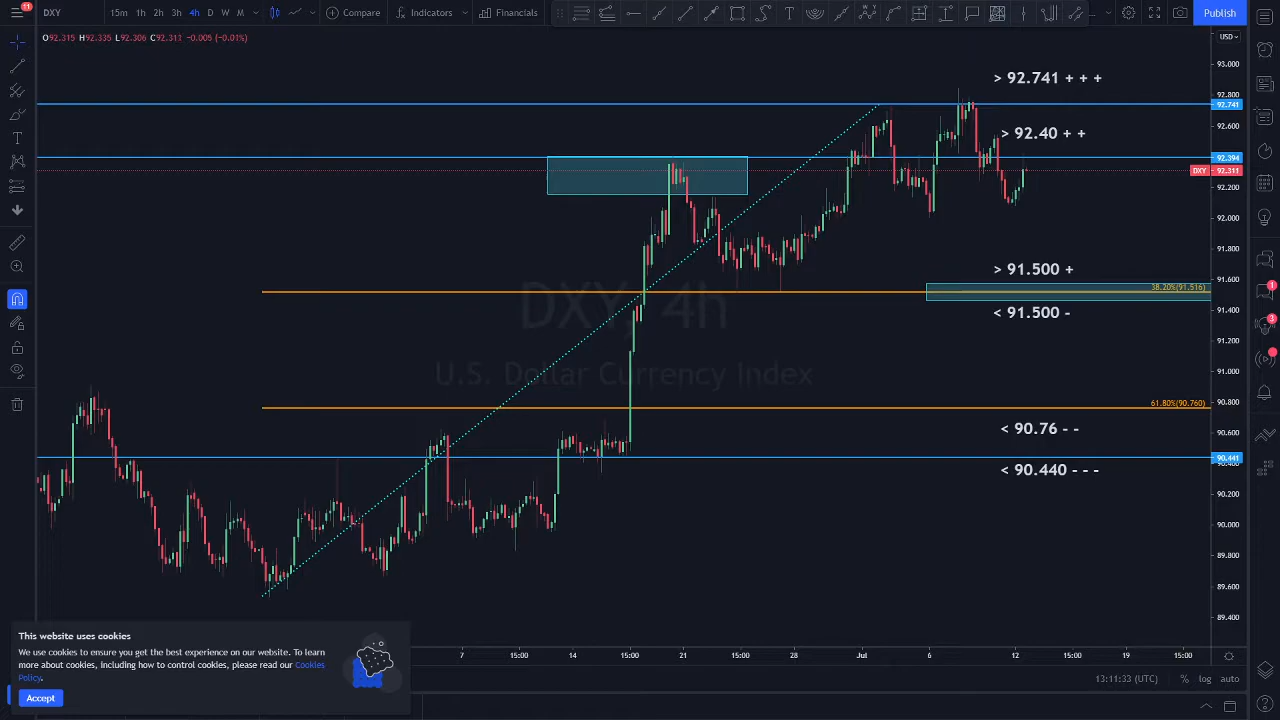 11
DXY
15m 1h 2h 3h 4h D W M
Compare
Indicators
Financials
Publish
O92.315 H92.335 L92.306 C92.311 -0.005 (-0.01%)
USD
93.000
> 92.741 + + +
92.800
92.741
92.600
> 92.40 + +
92.394
DXY 92.311
92.200
92.000
91.800
91.600
> 91.500 +
38.20%(91.516)
DXY, 4h
< 91.500 -
91.400
91.200
U.S. Dollar Currency Index
91.000
90.800
61.80%(90.760)
< 90.76 - -
90.600
90.441
90.400
< 90.440 - - -
90.200
90.000
89.800
89.600
89.400
1
3
This website uses cookies
We use cookies to ensure you get the best experience on our website. To learn
more about cookies, including how to control cookies, please read our Cookies
Policy.
Accept
7 15:00 14 15:00 21 15:00 28 Jul 6 12 15:00 19 15:00
13:11:33 (UTC) % log auto